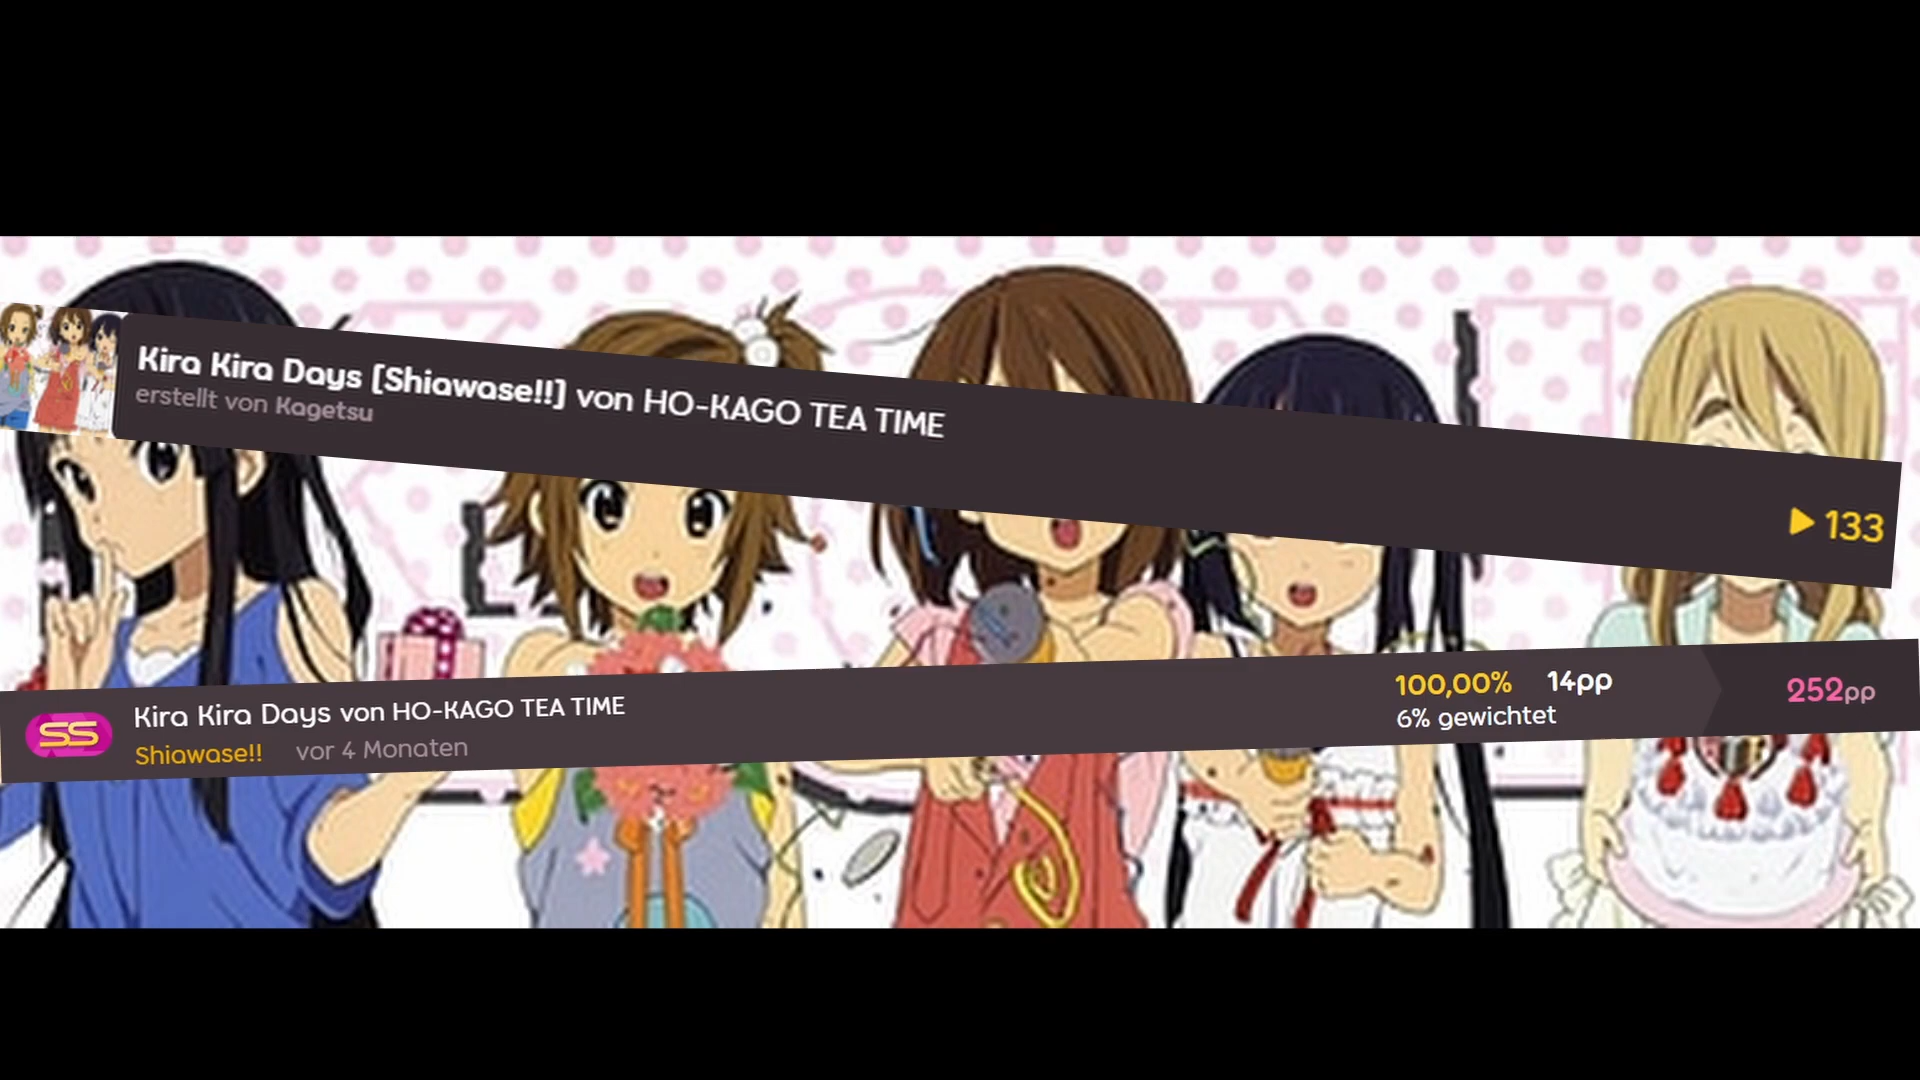 Kira Kira Days [Shiawase!!] von HO-KAGO TEA TIME
erstellt von Kagetsu
133
SS
Kira Kira Days von HO-KAGO TEA TIME
Shiawase!! vor 4 Monaten
100,00% 14pp
6% gewichtet
252pp